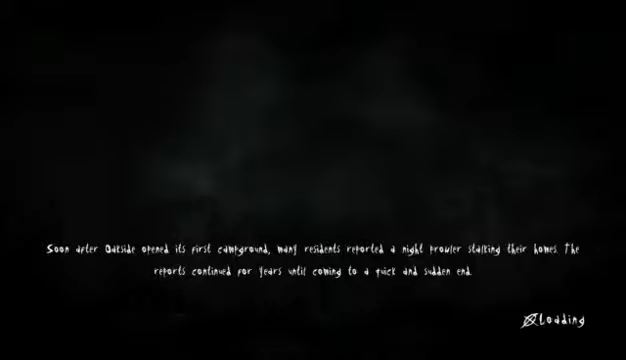 Soon after Oakside opened its first campground, many residents reported a night prowler stalking their homes. The
reports continued for years until coming to a quick and sudden end.
Loading